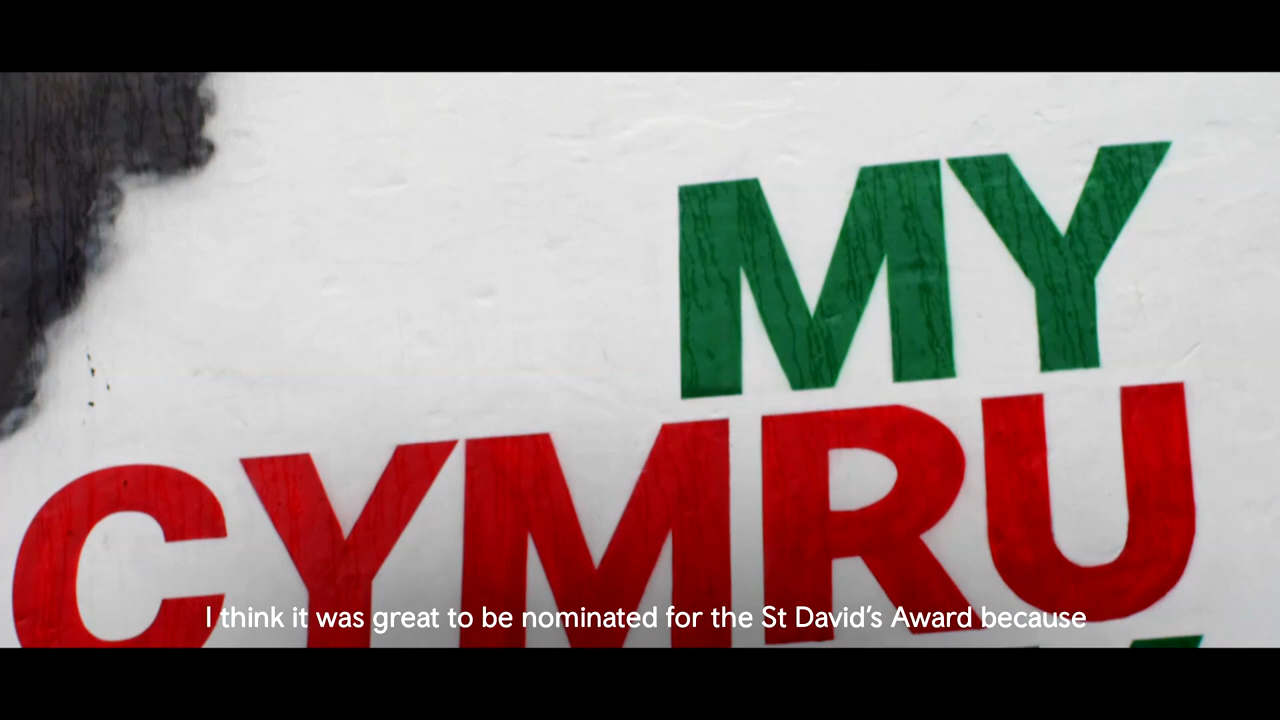 MY
CYMRU
I think it was great to be nominated for the St David's Award because